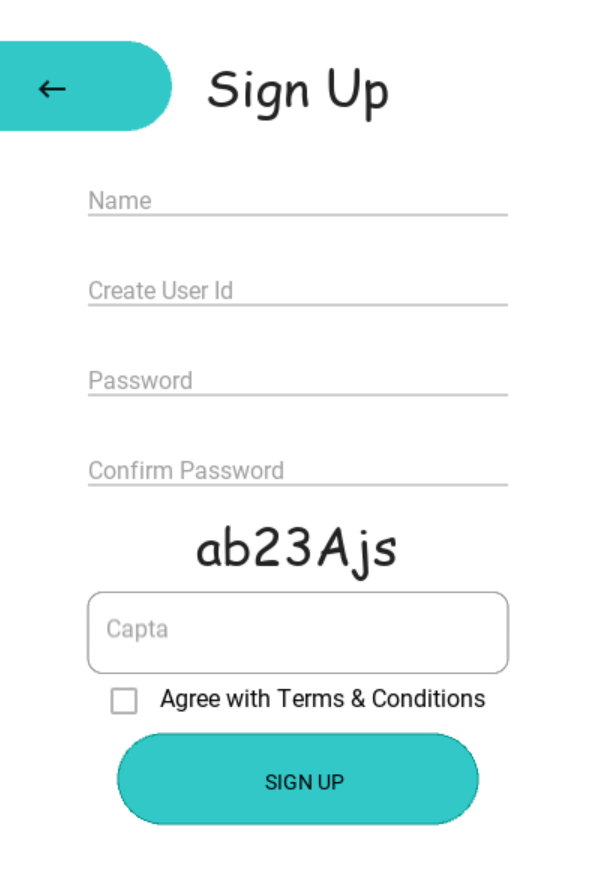 Sign Up
Name
Create User Id
Password
Confirm Password
ab23Ajs
Capta
Agree with Terms & Conditions
SIGN UP